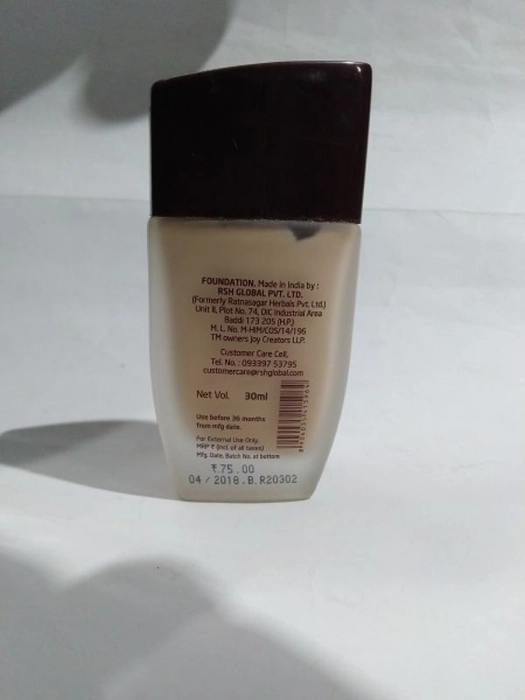 FOUNDATION. Made in India by :
RSH GLOBAL PVT. LTD.
(Formerly Ratnasagar Herbals Pvt. Ltd.)
Unit II, Plot No. 74, DIC Industrial Area
Baddi 173 205 (H.P.)
M. L. No. M-HIM/COS/14/196
TM owners Joy Creators LLP.
Customer Care Cell,
Tel. No. : 093397 53795
customercare@rshglobal.com
Net Vol. 30ml
Use before 36 months
from mfg date.
For External Use Only.
MRP ₹ (incl. of all taxes)
Mfg. Date, Batch No. at bottom
₹.75.00
04 / 2018.B.R20302